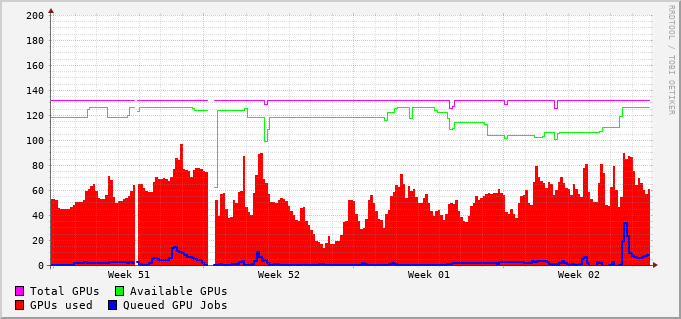 200
180
160
140
120
100
80
60
40
20
0
Week 51 Week 52 Week 01 Week 02
Total GPUs Available GPUs
GPUs used Queued GPU Jobs
RRDTOOL / TOBI OETIKER